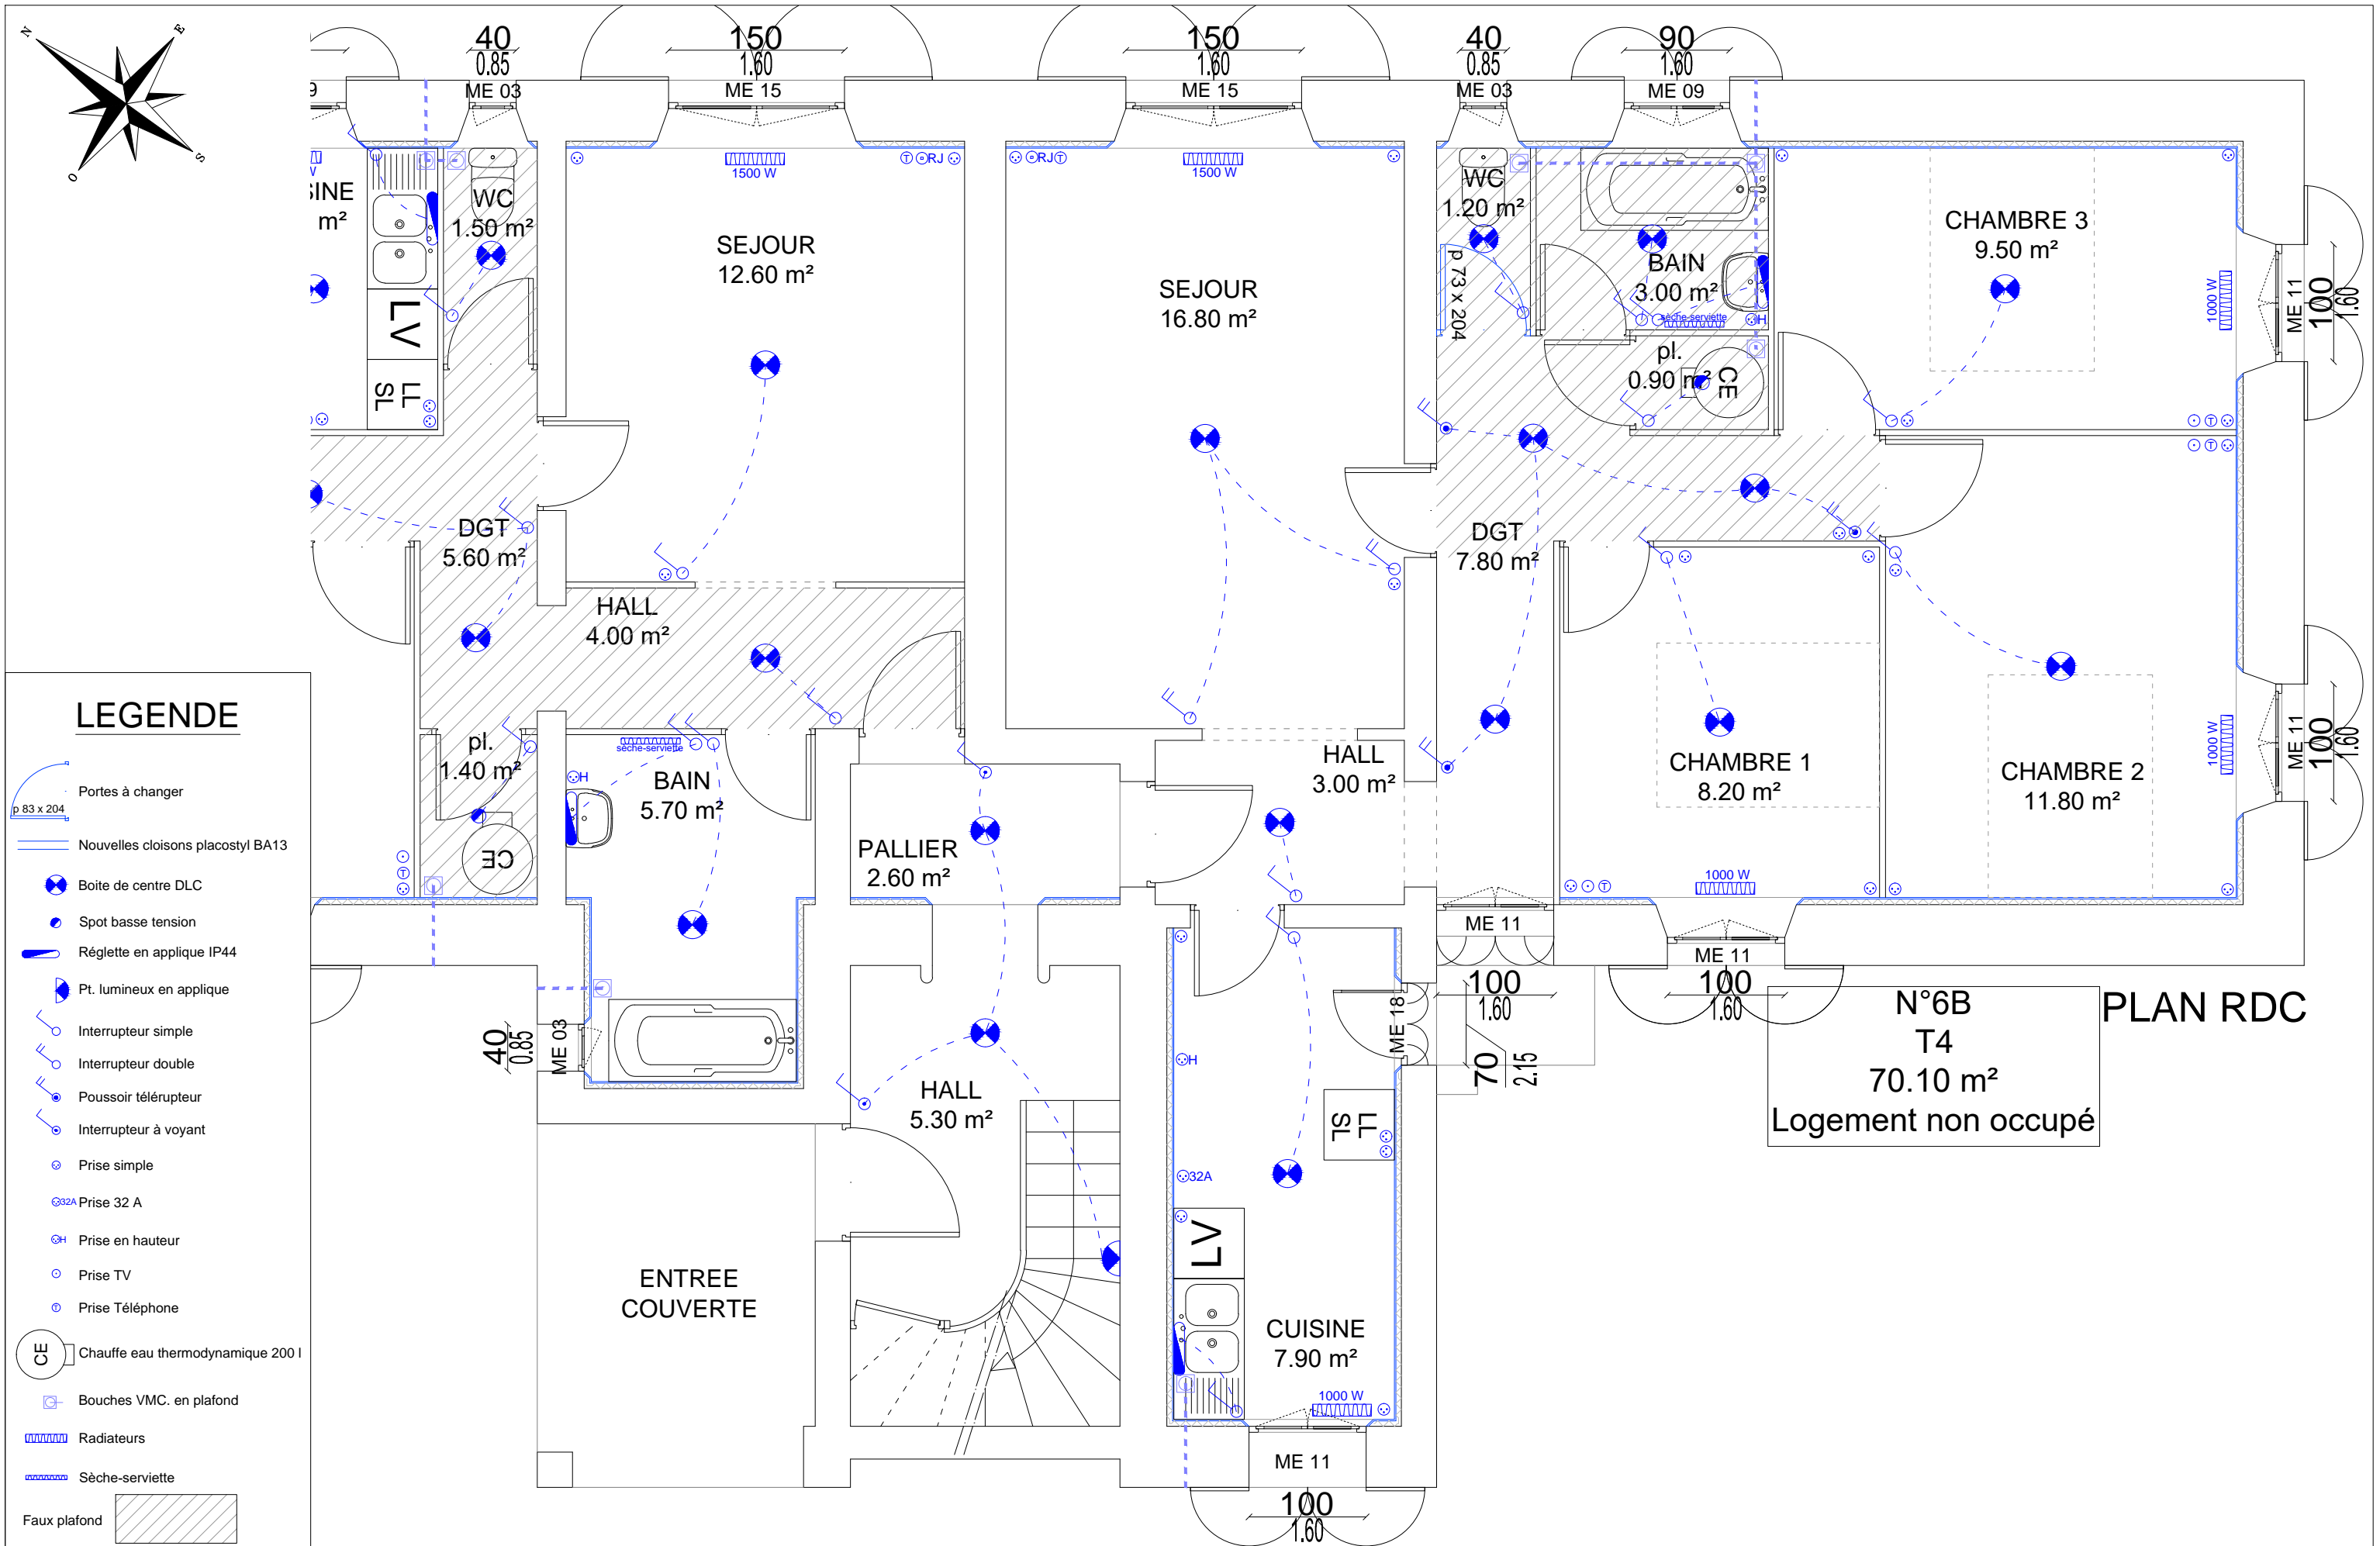 N
E
S
O
40
0.85
ME 03
150
1.60
ME 15
150
1.60
ME 15
40
0.85
ME 03
90
1.60
ME 09
9
W
SINE
m²
LV
LL
SL
WC
1.50 m²
1500 W
T
RJ
SEJOUR
12.60 m²
RJ
T
1500 W
SEJOUR
16.80 m²
WC
1.20 m²
p 73 x 204
BAIN
3.00 m²
sèche-serviette
H
pl.
0.90 m²
CE
CHAMBRE 3
9.50 m²
1000 W
ME 11
100
1.60
T
T
DGT
5.60 m²
HALL
4.00 m²
DGT
7.80 m²
pl.
1.40 m²
CE
T
sèche-serviette
H
BAIN
5.70 m²
PALLIER
2.60 m²
HALL
3.00 m²
CHAMBRE 1
8.20 m²
T
1000 W
CHAMBRE 2
11.80 m²
1000 W
ME 11
100
1.60
ME 11
100
1.60
ME 11
100
1.60
ME 18
70
2.15
40
0.85
ME 03
HALL
5.30 m²
ENTREE
COUVERTE
H
32A
LL
SL
LV
CUISINE
7.90 m²
1000 W
ME 11
100
1.60
N°6B
T4
70.10 m²
Logement non occupé
PLAN RDC
LEGENDE
p 83 x 204
Portes à changer
Nouvelles cloisons placostyl BA13
Boite de centre DLC
Spot basse tension
Réglette en applique IP44
Pt. lumineux en applique
Interrupteur simple
Interrupteur double
Poussoir télérupteur
Interrupteur à voyant
Prise simple
32A Prise 32 A
H Prise en hauteur
Prise TV
T Prise Téléphone
CE Chauffe eau thermodynamique 200 l
Bouches VMC. en plafond
Radiateurs
Sèche-serviette
Faux plafond